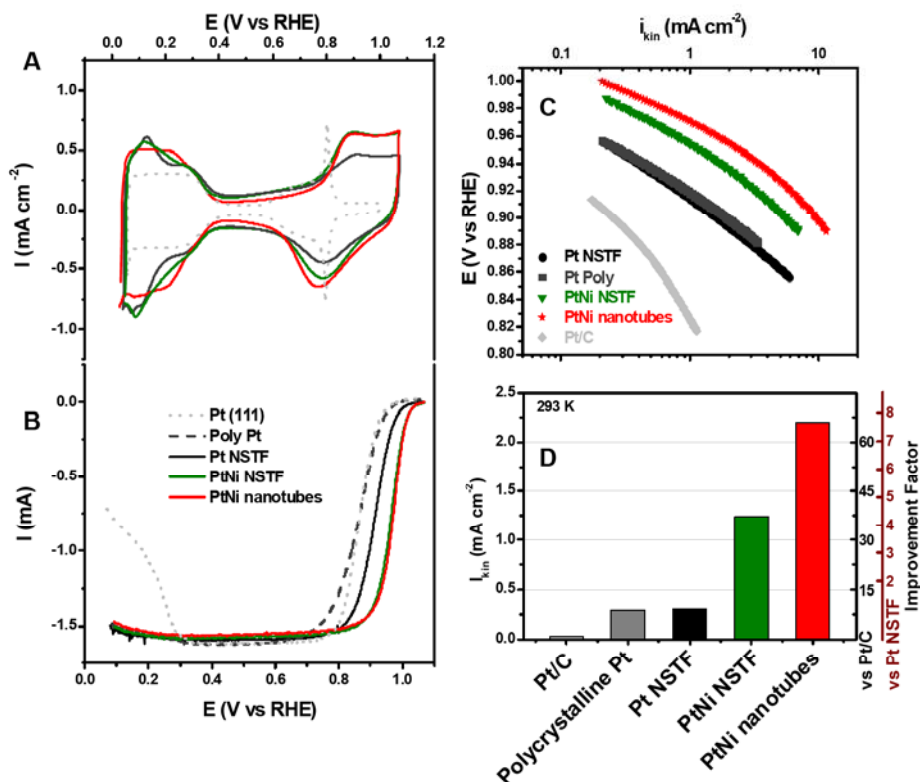 E (V vs RHE)
0.0 0.2 0.4 0.6 0.8 1.0 1.2
A
1.0
0.5
0.0
-0.5
-1.0
I (mA cm-2)
B
0.0
-0.5
-1.0
-1.5
I (mA)
Pt (111)
Poly Pt
Pt NSTF
PtNi NSTF
PtNi nanotubes
0.0 0.2 0.4 0.6 0.8 1.0
E (V vs RHE)
ikin (mA cm-2)
0.1 1 10
C
1.00
0.98
0.96
0.94
0.92
0.90
0.88
0.86
0.84
0.82
0.80
E (V vs RHE)
Pt NSTF
Pt Poly
PtNi NSTF
PtNi nanotubes
Pt/C
293 K
D
2.5
2.0
1.5
1.0
0.5
0.0
Ikin (mA cm-2)
60
45
30
15
vs Pt/C
8
7
6
5
4
3
2
vs Pt NSTF
Improvement Factor
Pt/C
Polycrystalline Pt
Pt NSTF
PtNi NSTF
PtNi nanotubes